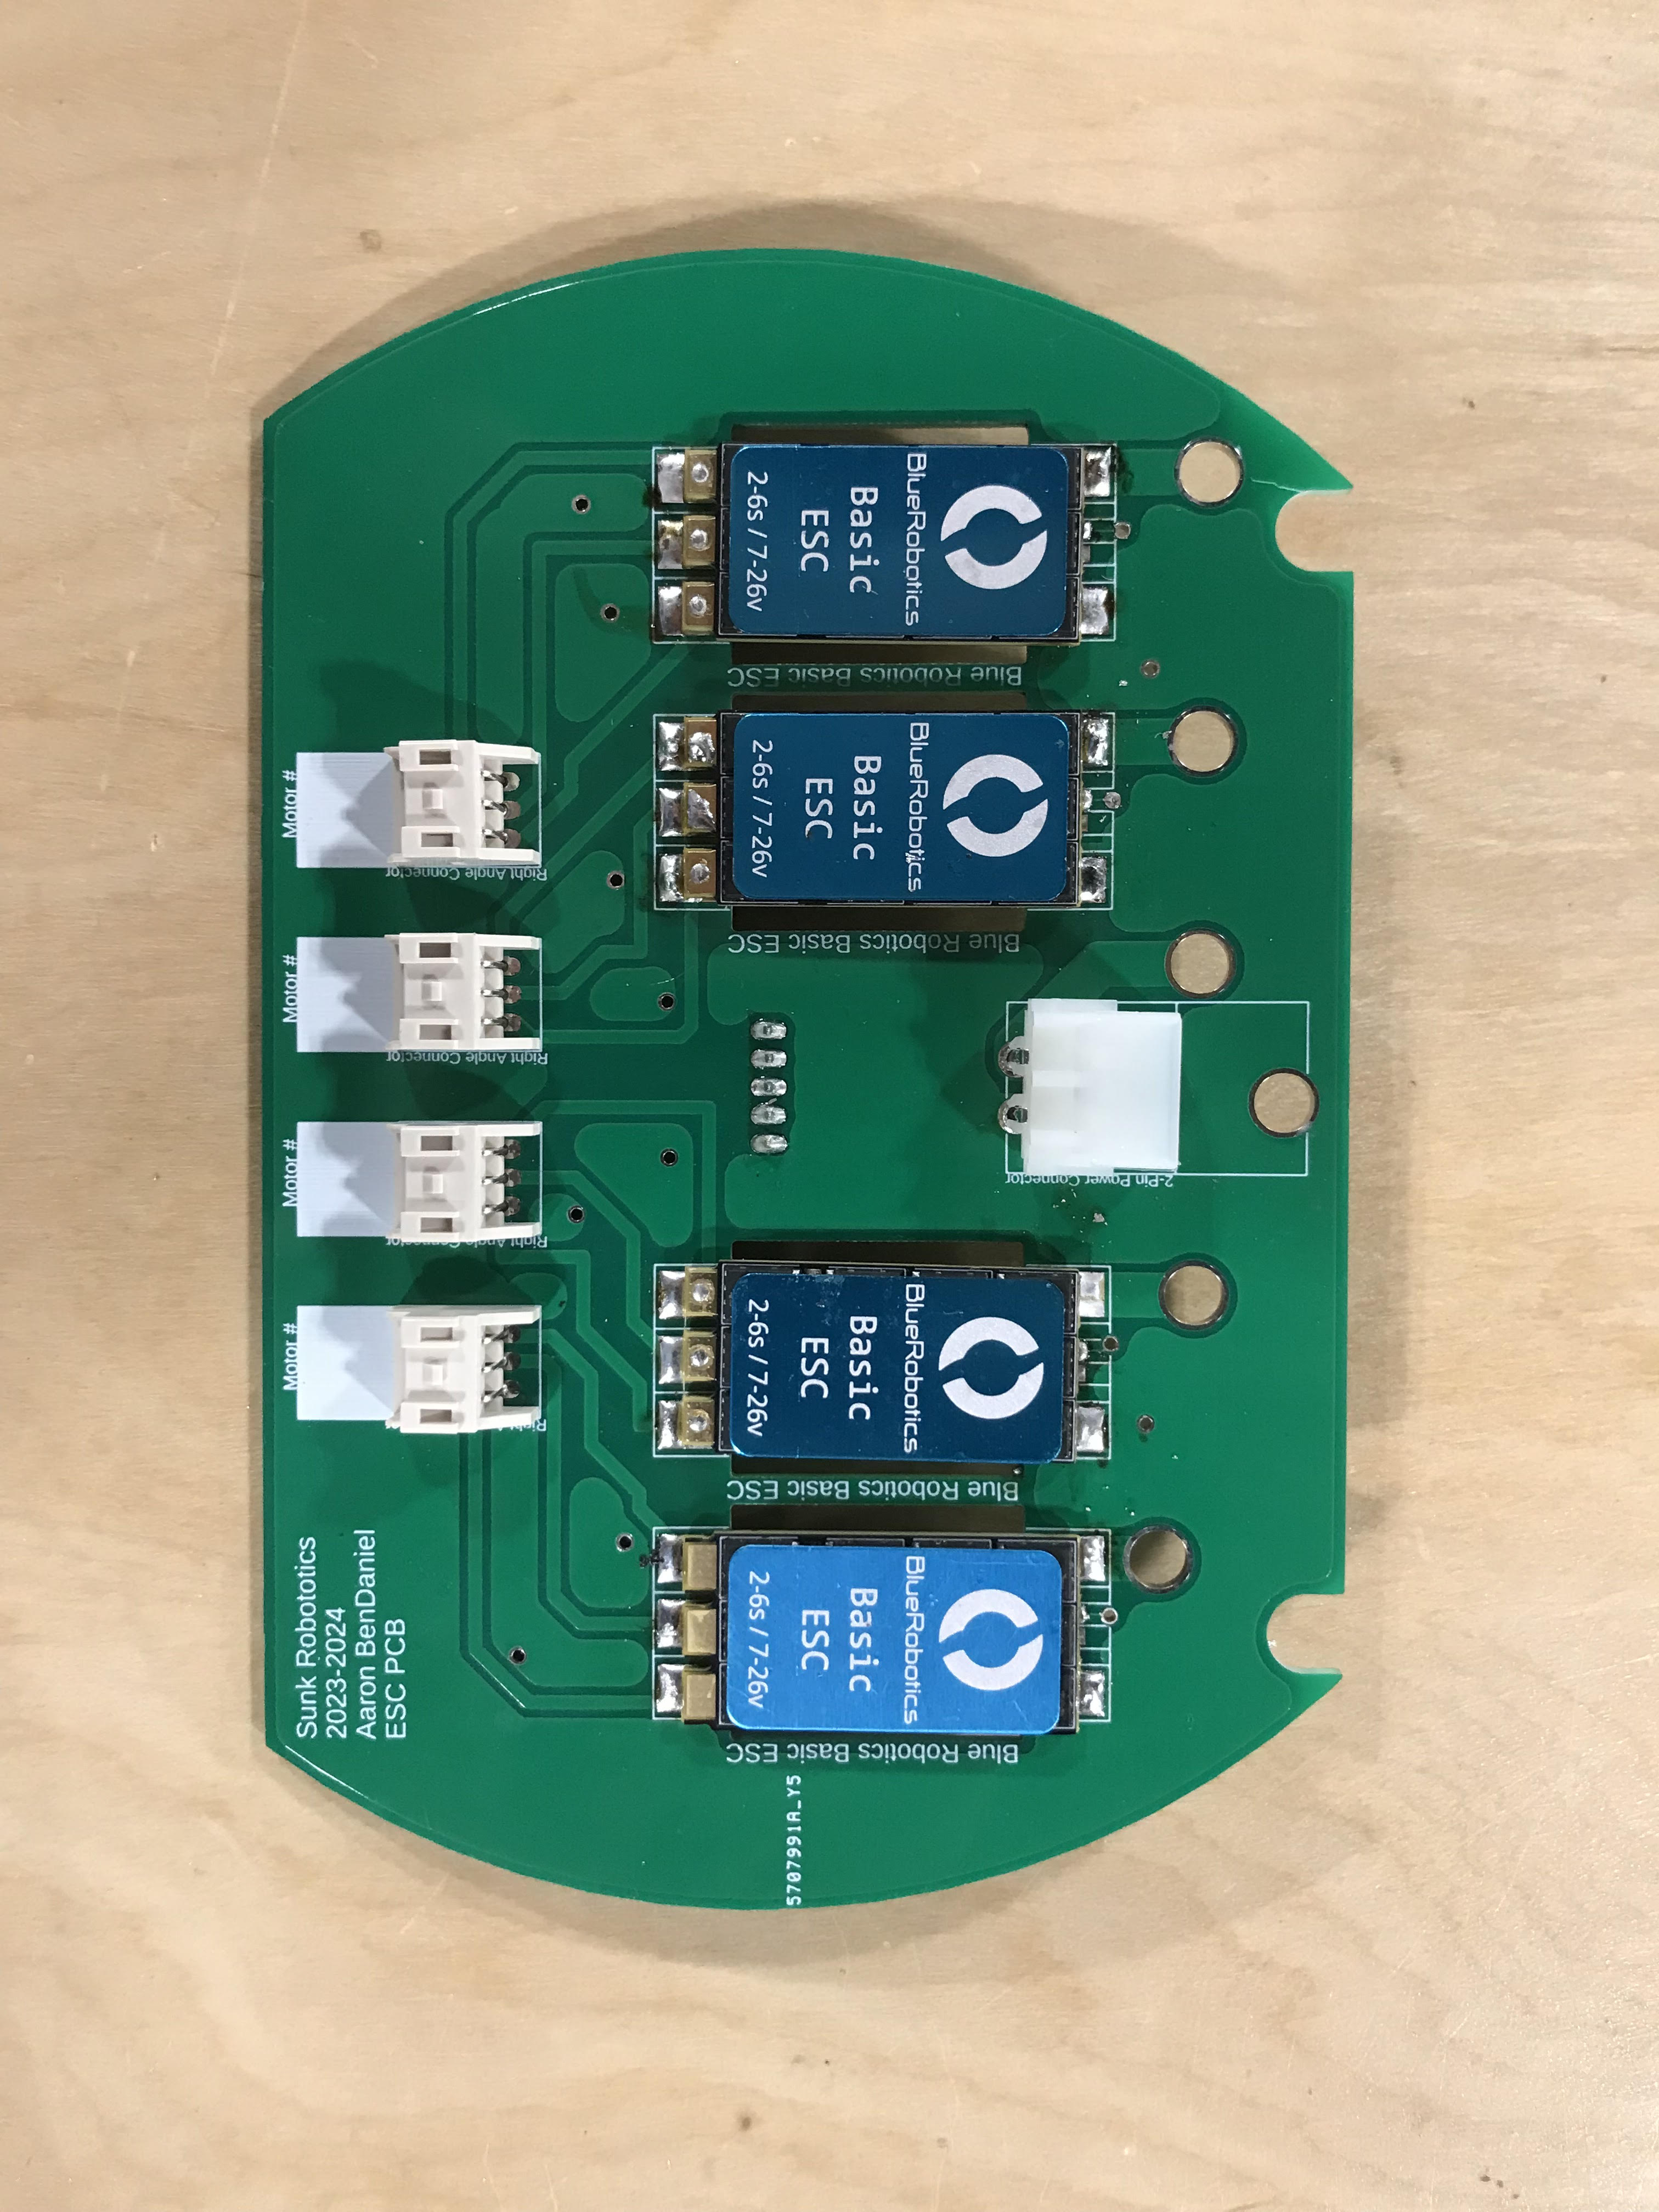 BlueRobotics
Basic
ESC
2-6s / 7-26v
Blue Robotics Basic ESC
BlueRobotics
Basic
ESC
2-6s / 7-26v
Blue Robotics Basic ESC
BlueRobotics
Basic
ESC
2-6s / 7-26v
Blue Robotics Basic ESC
BlueRobotics
Basic
ESC
2-6s / 7-26v
Blue Robotics Basic ESC
Motor #
Right Angle Connector
Motor #
Right Angle Connector
Motor #
Right Angle Connector
Motor #
2-Pin Power Connector
Sunk Robototics
2023-2024
Aaron BenDaniel
ESC PCB
5707991A_Y5